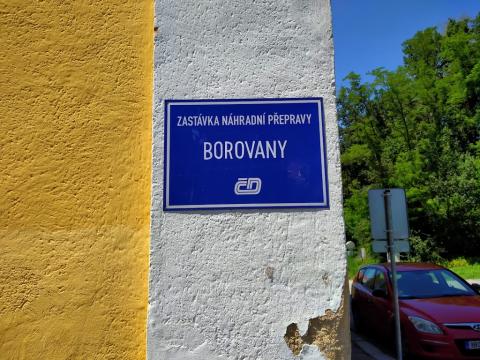 ZASTÁVKA NÁHRADNÍ PŘEPRAVY
BOROVANY
ČD